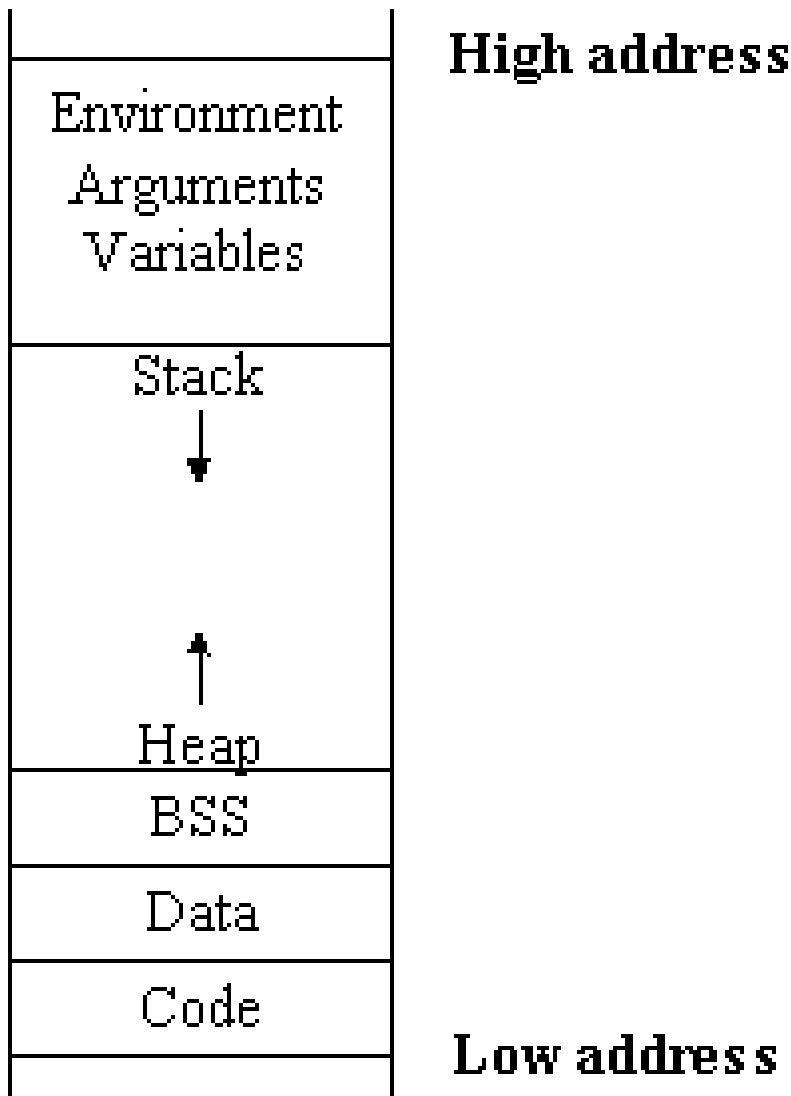 High address
Environment
Arguments
Variables
Stack
Heap
BSS
Data
Code
Low address